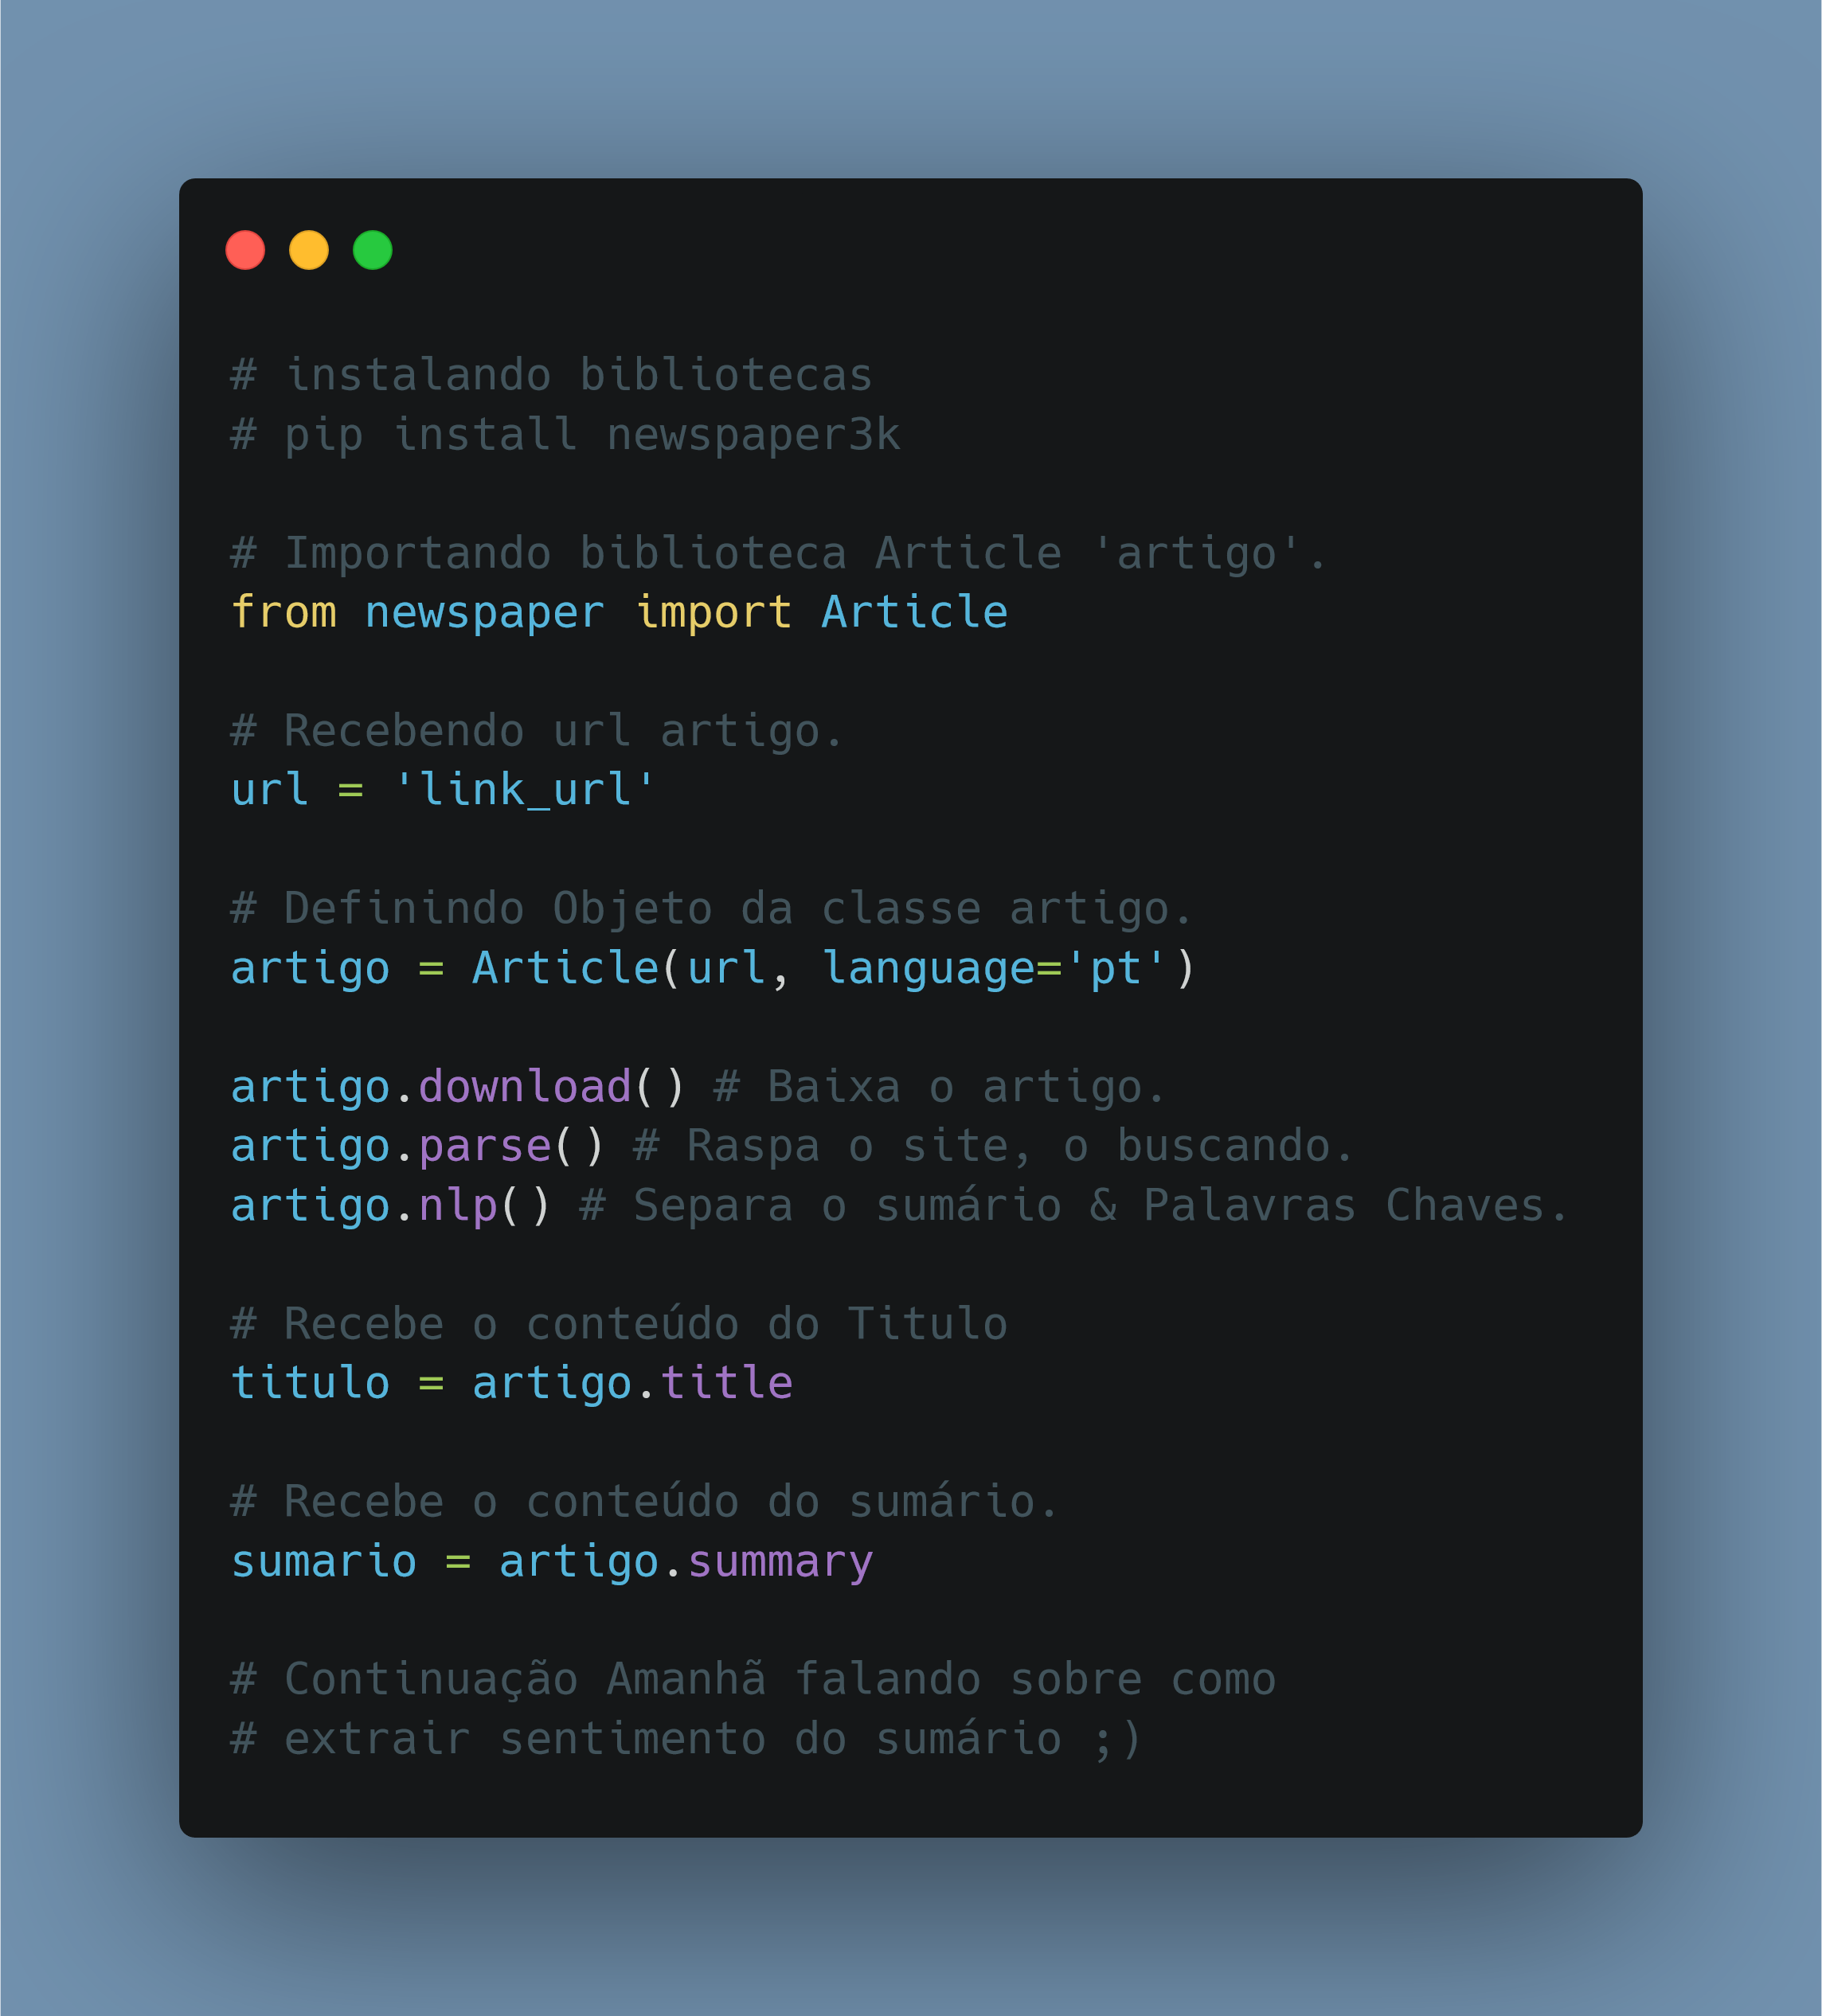 # instalando bibliotecas
# pip install newspaper3k
# Importando biblioteca Article 'artigo'.
from newspaper import Article
# Recebendo url artigo.
url = 'link_url'
# Definindo Objeto da classe artigo.
artigo = Article(url, language='pt')
artigo.download() # Baixa o artigo.
artigo.parse() # Raspa o site, o buscando.
artigo.nlp() # Separa o sumário & Palavras Chaves.
# Recebe o conteúdo do Titulo
titulo = artigo.title
# Recebe o conteúdo do sumário.
sumario = artigo.summary
# Continuação Amanhã falando sobre como
# extrair sentimento do sumário ;)